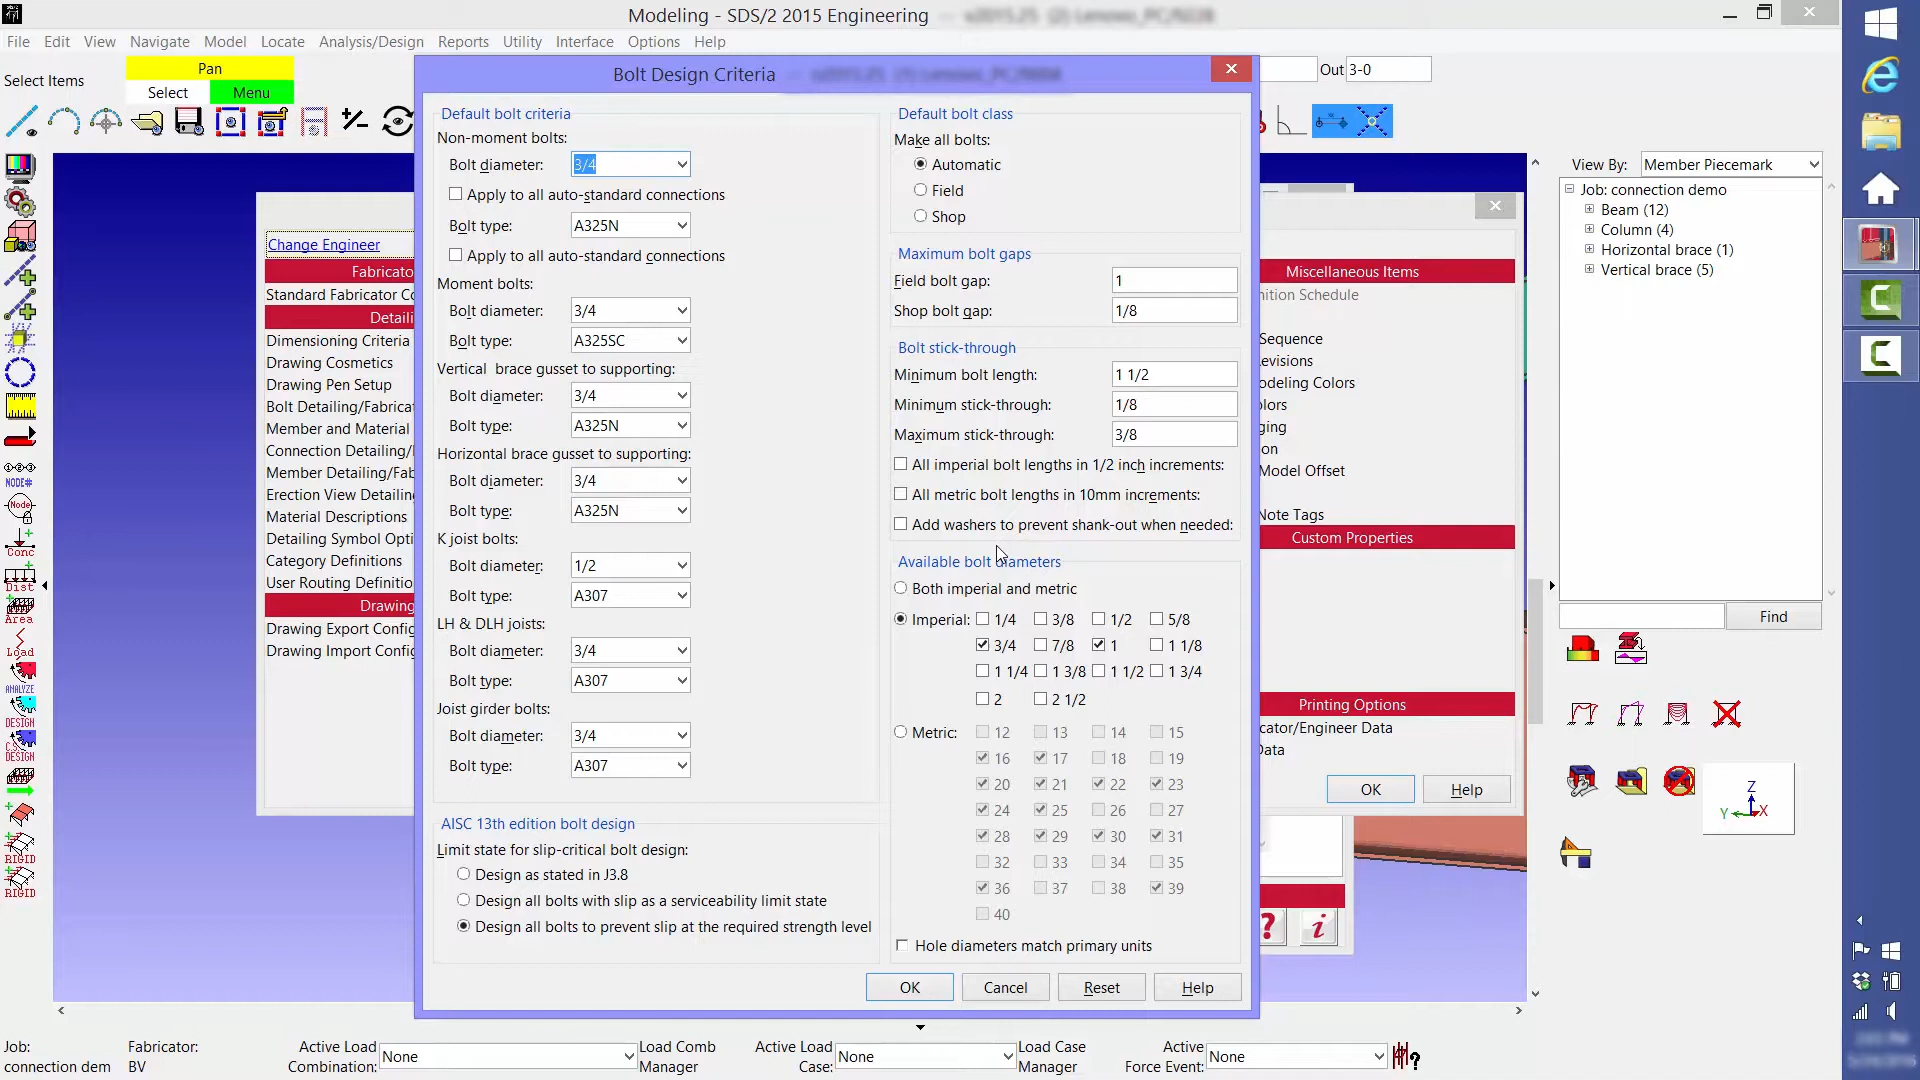 Modeling - SDS/2 2015 Engineering
File Edit View Navigate Model Locate Analysis/Design Reports Utility Interface Options Help
Select Items
Pan
Select
Menu
Out 3-0
Bolt Design Criteria
Default bolt criteria
Non-moment bolts:
Bolt diameter: 3/4
Apply to all auto-standard connections
Bolt type: A325N
Apply to all auto-standard connections
Moment bolts:
Bolt diameter: 3/4
Bolt type: A325SC
Vertical brace gusset to supporting:
Bolt diameter: 3/4
Bolt type: A325N
Horizontal brace gusset to supporting:
Bolt diameter: 3/4
Bolt type: A325N
K joist bolts:
Bolt diameter: 1/2
Bolt type: A307
LH & DLH joists:
Bolt diameter: 3/4
Bolt type: A307
Joist girder bolts:
Bolt diameter: 3/4
Bolt type: A307
AISC 13th edition bolt design
Limit state for slip-critical bolt design:
Design as stated in J3.8
Design all bolts with slip as a serviceability limit state
Design all bolts to prevent slip at the required strength level
Default bolt class
Make all bolts:
Automatic
Field
Shop
Maximum bolt gaps
Field bolt gap: 1
Shop bolt gap: 1/8
Bolt stick-through
Minimum bolt length: 1 1/2
Minimum stick-through: 1/8
Maximum stick-through: 3/8
All imperial bolt lengths in 1/2 inch increments:
All metric bolt lengths in 10mm increments:
Add washers to prevent shank-out when needed:
Available bolt diameters
Both imperial and metric
Imperial: 1/4 3/8 1/2 5/8
3/4 7/8 1 1 1/8
1 1/4 1 3/8 1 1/2 1 3/4
2 2 1/2
Metric: 12 13 14 15
16 17 18 19
20 21 22 23
24 25 26 27
28 29 30 31
32 33 34 35
36 37 38 39
40
Hole diameters match primary units
OK Cancel Reset Help
Change Engineer
Fabricato
Standard Fabricator Co
Detaili
Dimensioning Criteria
Drawing Cosmetics
Drawing Pen Setup
Bolt Detailing/Fabricat
Member and Material
Connection Detailing/
Member Detailing/Fab
Erection View Detailin
Material Descriptions
Detailing Symbol Opti
Category Definitions
User Routing Definitio
Drawing
Drawing Export Config
Drawing Import Config
Miscellaneous Items
nition Schedule
Sequence
evisions
odeling Colors
lors
ging
ion
Model Offset
Note Tags
Custom Properties
Printing Options
cator/Engineer Data
Data
OK Help
View By: Member Piecemark
Job: connection demo
Beam (12)
Column (4)
Horizontal brace (1)
Vertical brace (5)
Find
Z
Y X
NODE#
Node
Conc
Dist
Area
Load
ANALYZE
DESIGN
C.S.
DESIGN
RIGID
RIGID
Job:
connection dem
Fabricator:
BV
Active Load
Combination: None
Load Comb
Manager
Active Load
Case: None
Load Case
Manager
Active
Force Event: None